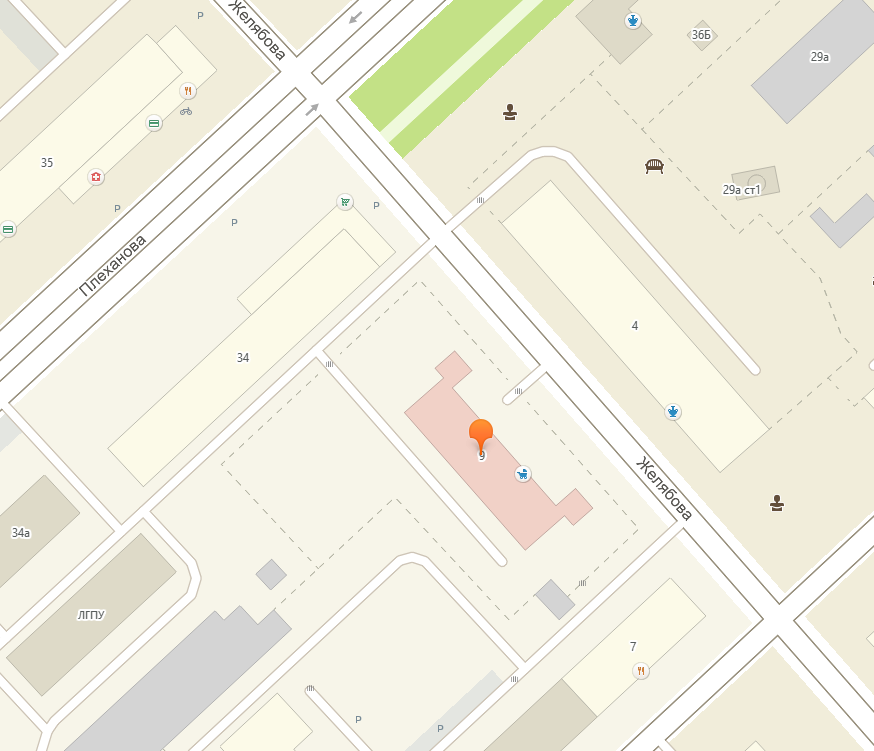 Желябова
P
36Б
29а
35
29а ст1
P
P
P
Плеханова
4
34
9
Желябова
34а
ЛГПУ
7
P
P